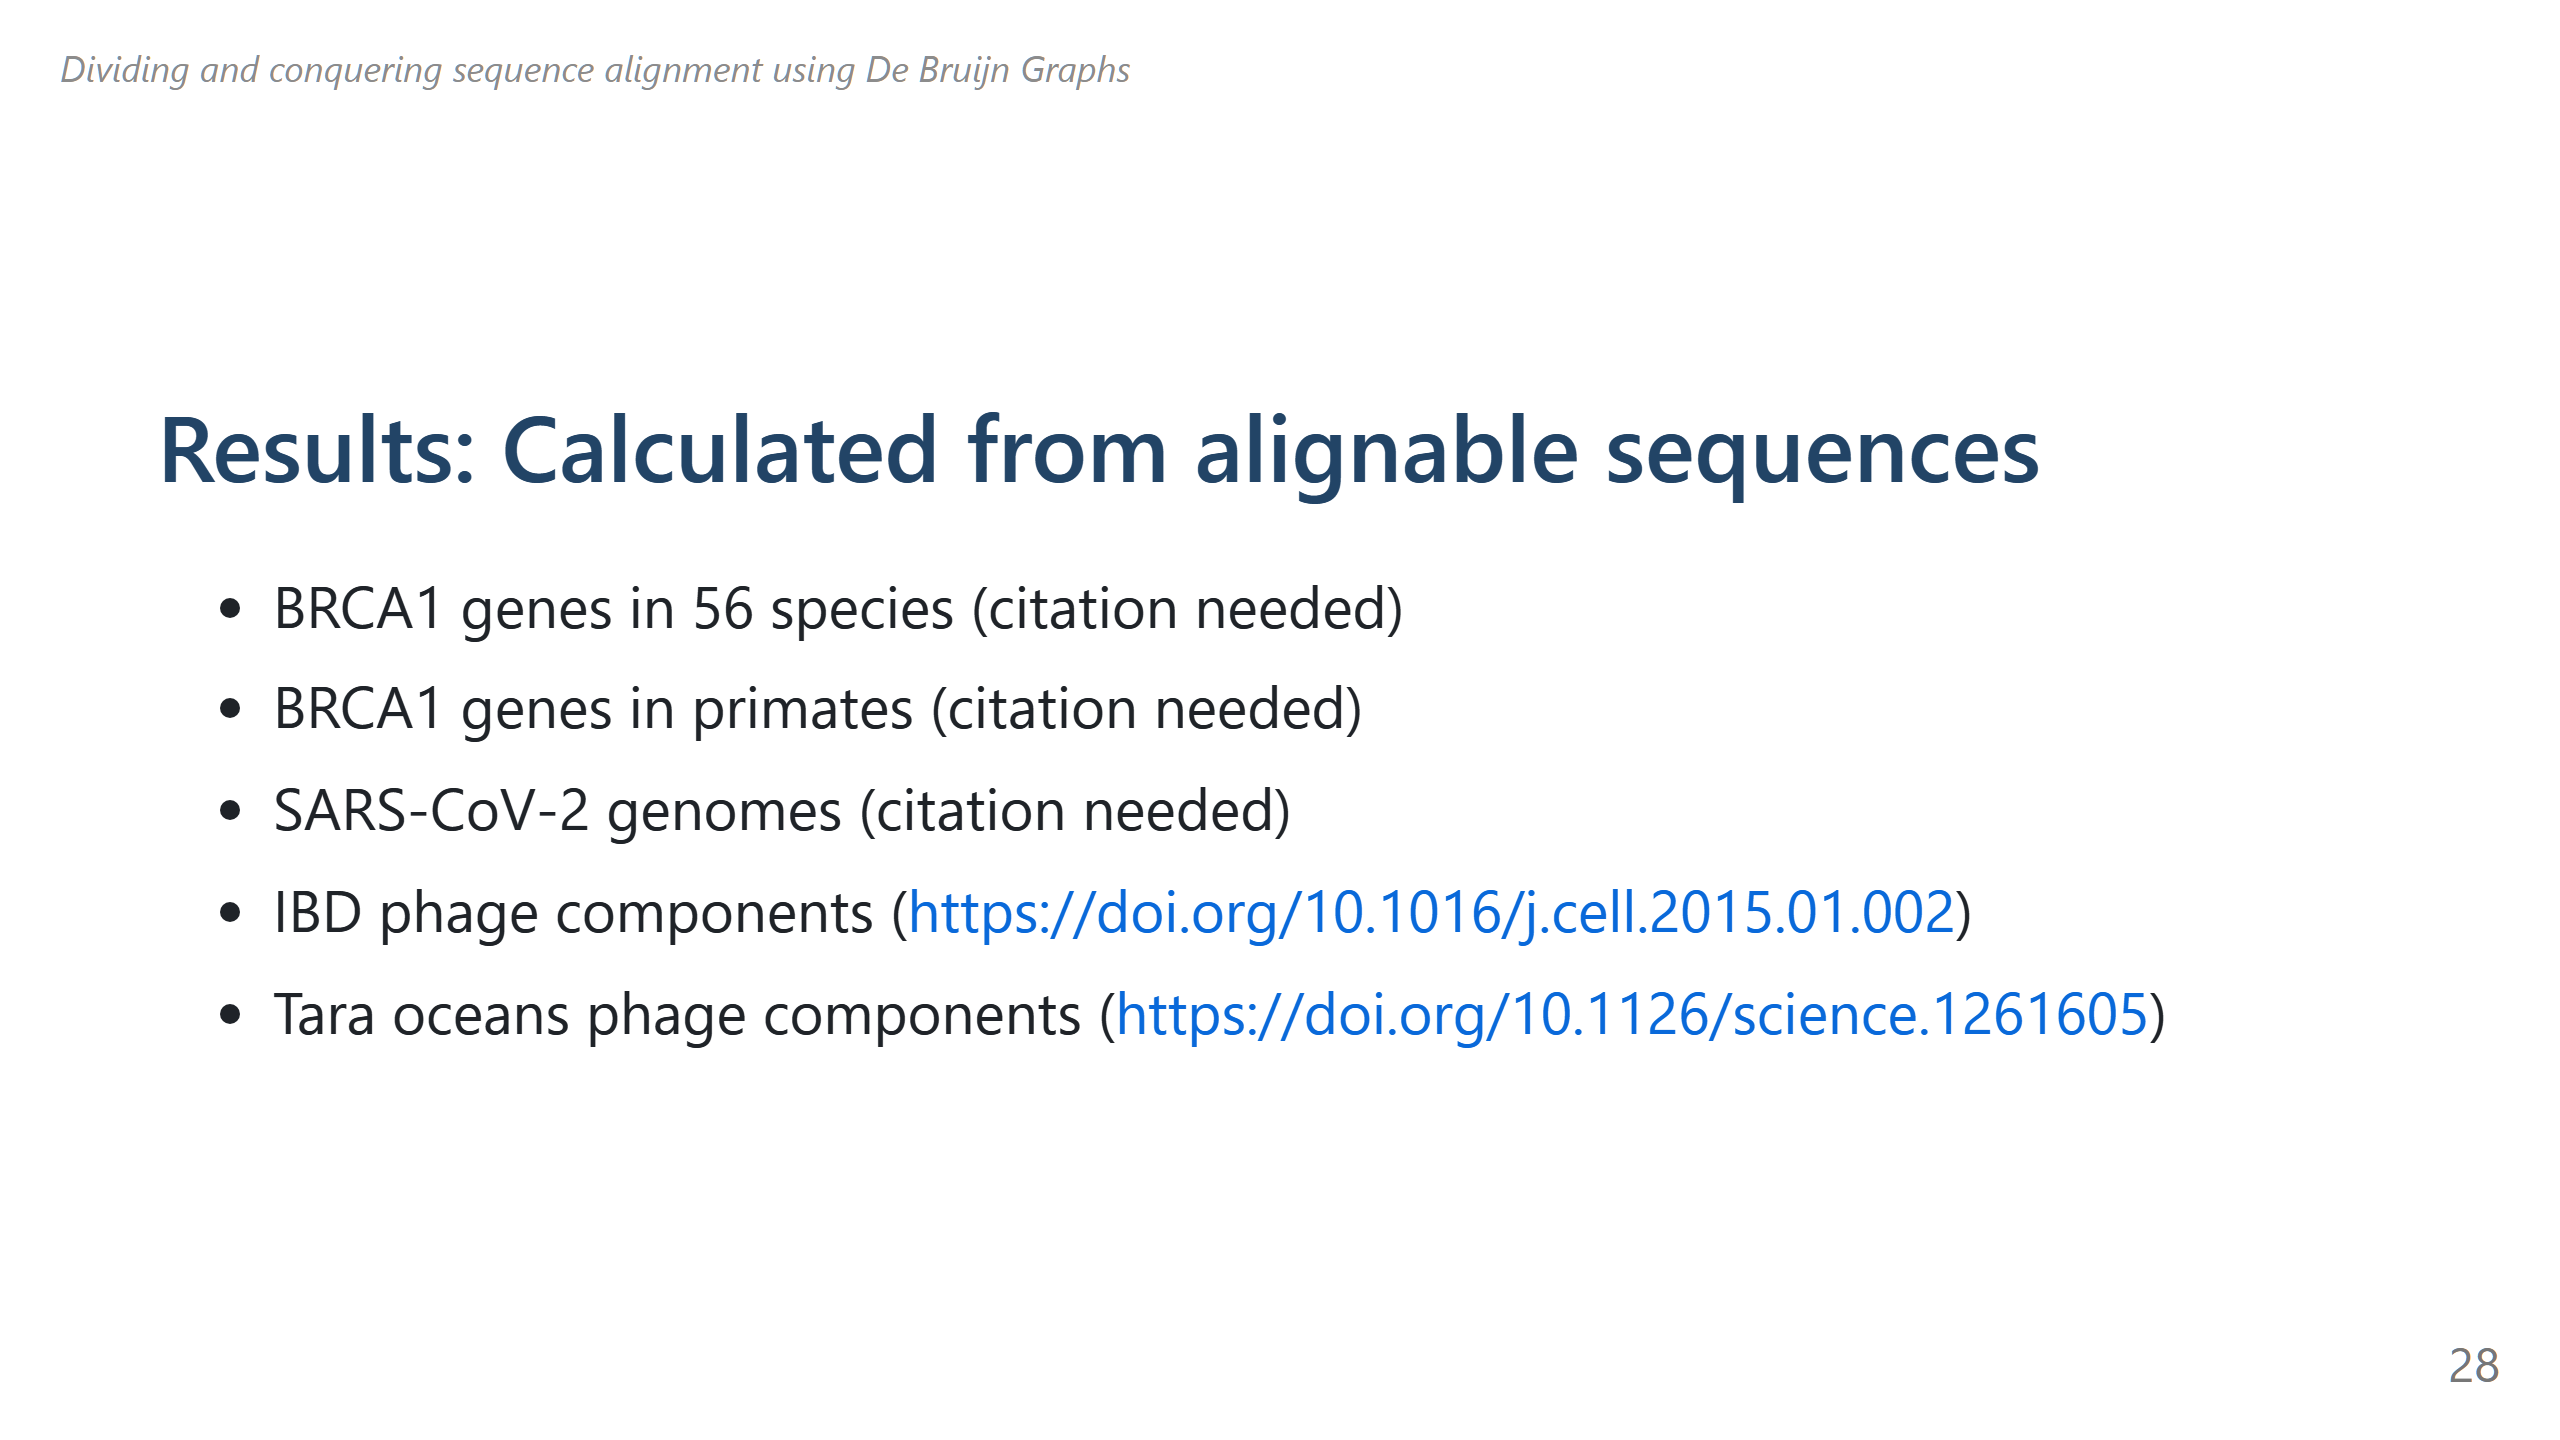 Dividing and conquering sequence alignment using De Bruijn Graphs
Results: Calculated from alignable sequences
• BRCA1 genes in 56 species (citation needed)
• BRCA1 genes in primates (citation needed)
• SARS-CoV-2 genomes (citation needed)
• IBD phage components (https://doi.org/10.1016/j.cell.2015.01.002)
• Tara oceans phage components (https://doi.org/10.1126/science.1261605)
28